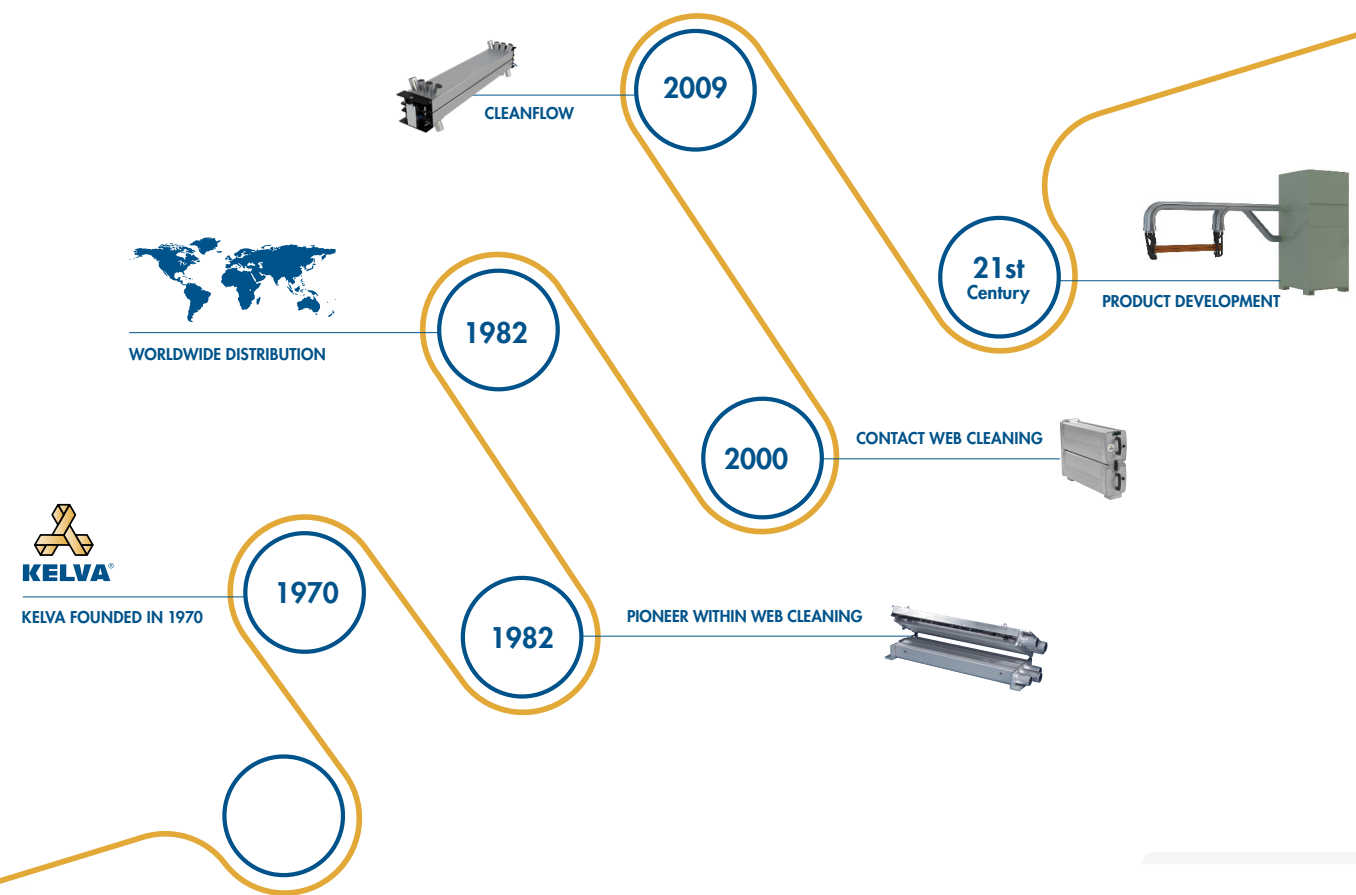 2009
CLEANFLOW
21st
Century
PRODUCT DEVELOPMENT
1982
WORLDWIDE DISTRIBUTION
2000
CONTACT WEB CLEANING
KELVA®
1970
KELVA FOUNDED IN 1970
1982
PIONEER WITHIN WEB CLEANING